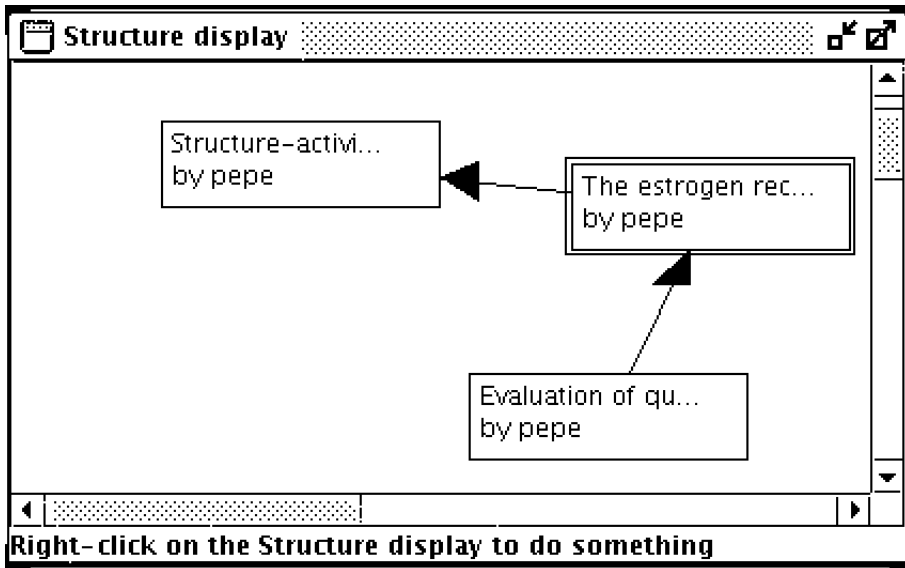 Structure display
Structure-activi...
by pepe
The estrogen rec...
by pepe
Evaluation of qu...
by pepe
Right-click on the Structure display to do something